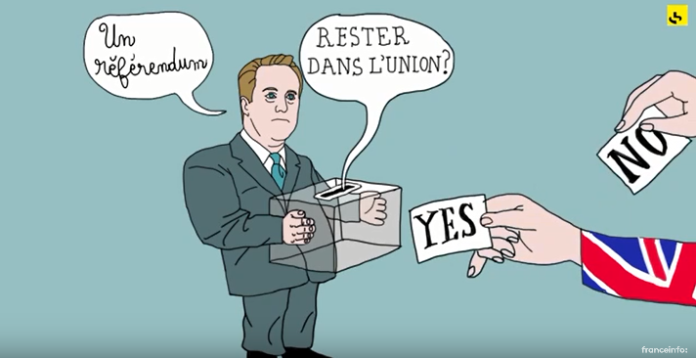 Un
référendum
RESTER
DANS L'UNION?
YES
NO
franceinfo: